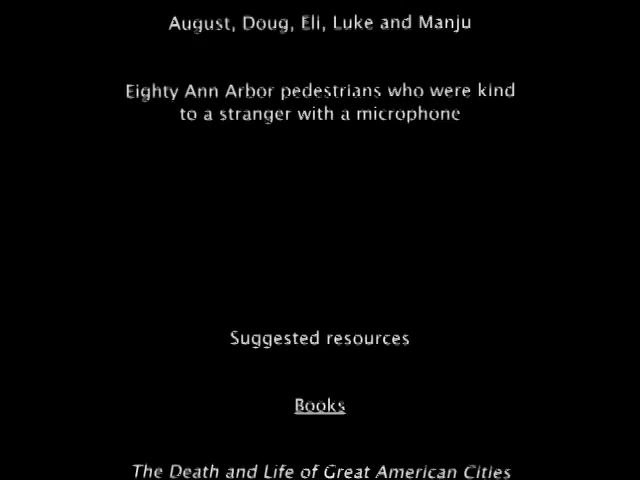 August, Doug, Eli, Luke and Manju
Eighty Ann Arbor pedestrians who were kind
to a stranger with a microphone
Suggested resources
Books
The Death and Life of Great American Cities